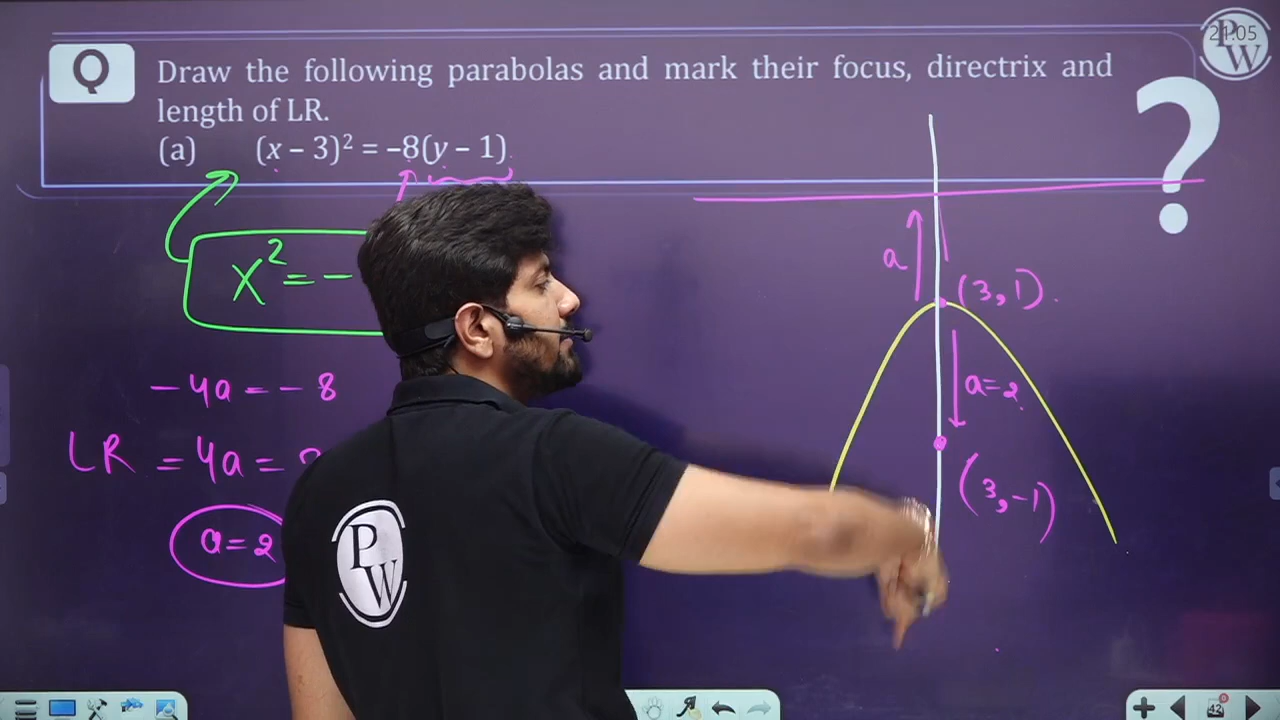 Q
Draw the following parabolas and mark their focus, directrix and
length of LR.
(a) (x – 3)² = –8(y – 1)
x² = –
–4a = – 8
LR = 4a =
a = 2
a
(3, 1).
a = 2
(3, –1)
PW
PW
21:05
?
42